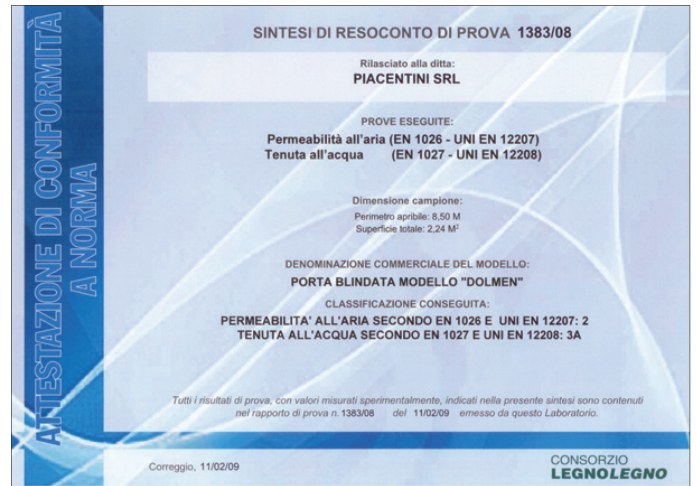 ATTESTAZIONE DI CONFORMITÀ
A NORMA
SINTESI DI RESOCONTO DI PROVA 1383/08
Rilasciato alla ditta:
PIACENTINI SRL
PROVE ESEGUITE:
Permeabilità all'aria (EN 1026 - UNI EN 12207)
Tenuta all'acqua (EN 1027 - UNI EN 12208)
Dimensione campione:
Perimetro apribile: 8,50 M
Superficie totale: 2,24 M²
DENOMINAZIONE COMMERCIALE DEL MODELLO:
PORTA BLINDATA MODELLO "DOLMEN"
CLASSIFICAZIONE CONSEGUITA:
PERMEABILITA' ALL'ARIA SECONDO EN 1026 E UNI EN 12207: 2
TENUTA ALL'ACQUA SECONDO EN 1027 E UNI EN 12208: 3A
Tutti i risultati di prova, con valori misurati sperimentalmente, indicati nella presente sintesi sono contenuti
nel rapporto di prova n. 1383/08 del 11/02/09 emesso da questo Laboratorio.
Correggio, 11/02/09
CONSORZIO
LEGNOLEGNO